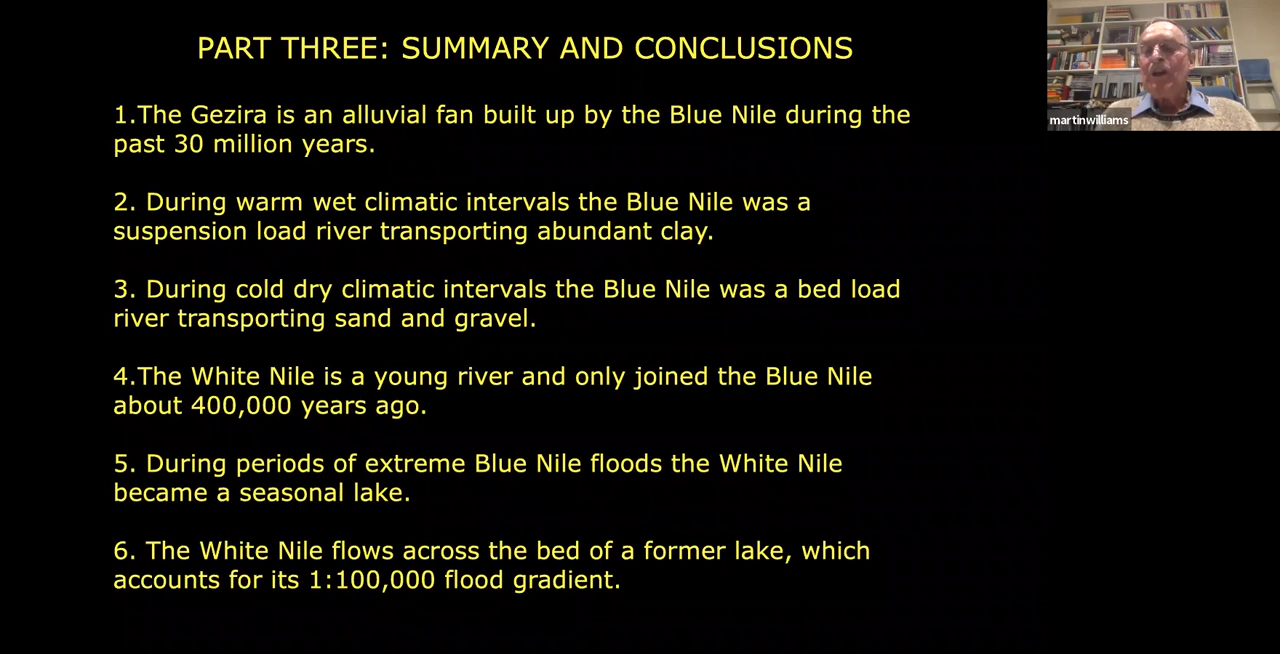 PART THREE: SUMMARY AND CONCLUSIONS
1.The Gezira is an alluvial fan built up by the Blue Nile during the
past 30 million years.
2. During warm wet climatic intervals the Blue Nile was a
suspension load river transporting abundant clay.
3. During cold dry climatic intervals the Blue Nile was a bed load
river transporting sand and gravel.
4.The White Nile is a young river and only joined the Blue Nile
about 400,000 years ago.
5. During periods of extreme Blue Nile floods the White Nile
became a seasonal lake.
6. The White Nile flows across the bed of a former lake, which
accounts for its 1:100,000 flood gradient.
martinwilliams